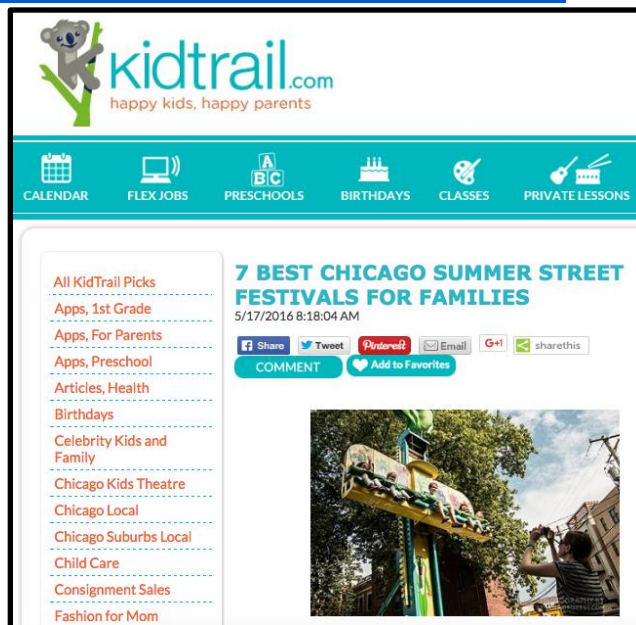 kidtrail.com
happy kids, happy parents
CALENDAR
FLEX JOBS
A
B C
PRESCHOOLS
BIRTHDAYS
CLASSES
PRIVATE LESSONS
All KidTrail Picks
Apps, 1st Grade
Apps, For Parents
Apps, Preschool
Articles, Health
Birthdays
Celebrity Kids and
Family
Chicago Kids Theatre
Chicago Local
Chicago Suburbs Local
Child Care
Consignment Sales
Fashion for Mom
7 BEST CHICAGO SUMMER STREET
FESTIVALS FOR FAMILIES
5/17/2016 8:18:04 AM
f Share
Tweet
Pinterest
Email
G+1
sharethis
COMMENT
Add to Favorites